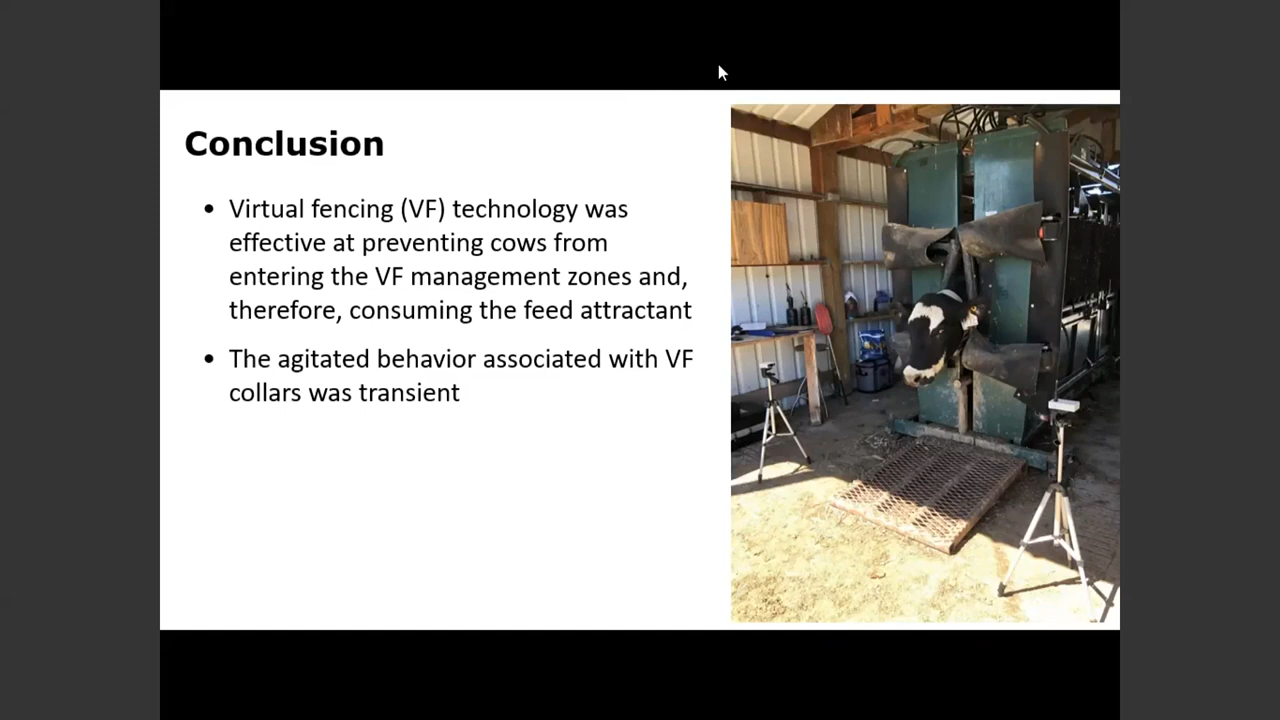 Conclusion
• Virtual fencing (VF) technology was
effective at preventing cows from
entering the VF management zones and,
therefore, consuming the feed attractant
• The agitated behavior associated with VF
collars was transient